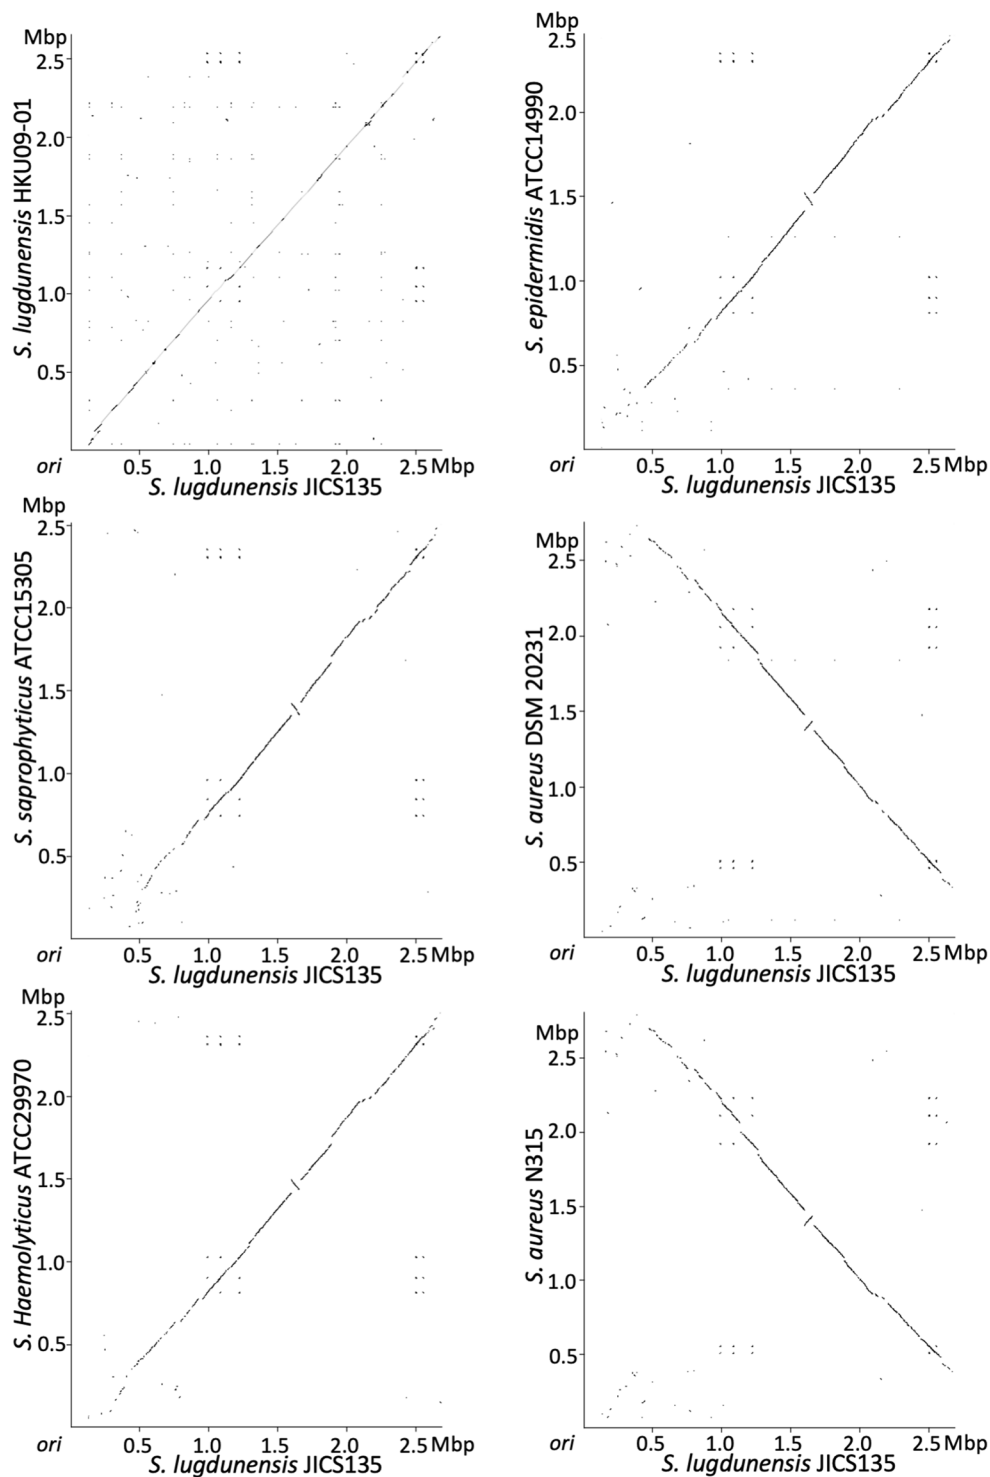 Mbp
2.5
2.0
1.5
1.0
0.5
S. lugdunensis HKU09-01
ori 0.5 1.0 1.5 2.0 2.5 Mbp
S. lugdunensis JICS135
Mbp
2.5
2.0
1.5
1.0
0.5
S. epidermidis ATCC14990
ori 0.5 1.0 1.5 2.0 2.5 Mbp
S. lugdunensis JICS135
Mbp
2.5
2.0
1.5
1.0
0.5
S. saprophyticus ATCC15305
ori 0.5 1.0 1.5 2.0 2.5 Mbp
S. lugdunensis JICS135
Mbp
2.5
2.0
1.5
1.0
0.5
S. aureus DSM 20231
ori 0.5 1.0 1.5 2.0 2.5 Mbp
S. lugdunensis JICS135
Mbp
2.5
2.0
1.5
1.0
0.5
S. Haemolyticus ATCC29970
ori 0.5 1.0 1.5 2.0 2.5 Mbp
S. lugdunensis JICS135
Mbp
2.5
2.0
1.5
1.0
0.5
S. aureus N315
ori 0.5 1.0 1.5 2.0 2.5 Mbp
S. lugdunensis JICS135